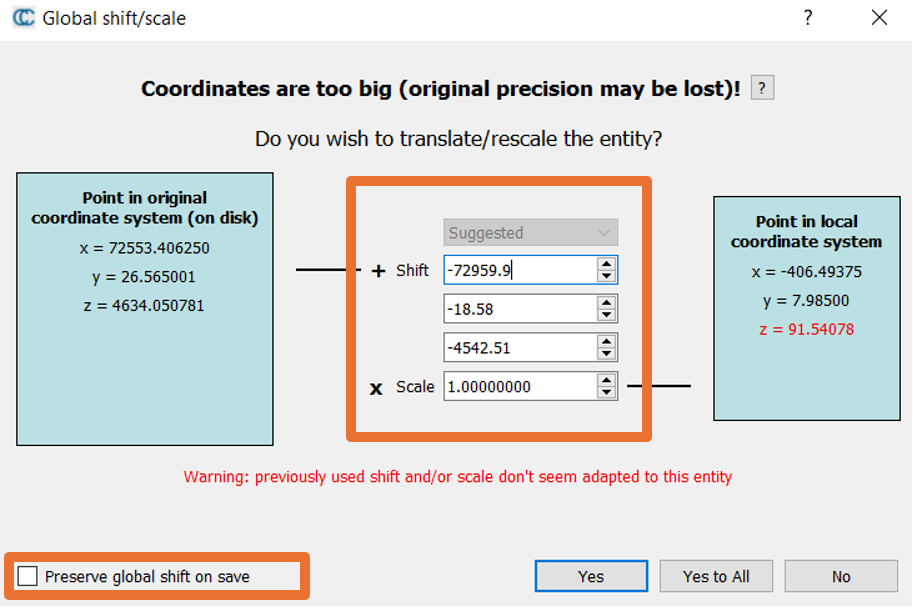 Global shift/scale
?
Coordinates are too big (original precision may be lost)! ?
Do you wish to translate/rescale the entity?
Point in original
coordinate system (on disk)
x = 72553.406250
y = 26.565001
z = 4634.050781
Suggested
+ Shift -72959.9
-18.58
-4542.51
x Scale 1.00000000
Point in local
coordinate system
x = -406.49375
y = 7.98500
z = 91.54078
Warning: previously used shift and/or scale don't seem adapted to this entity
Preserve global shift on save
Yes
Yes to All
No